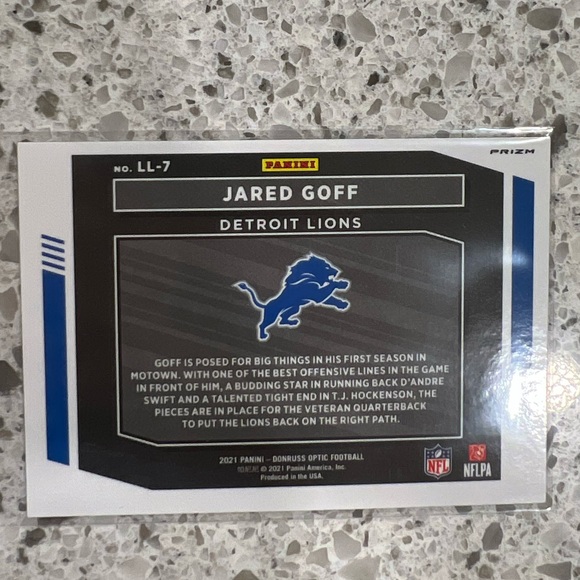 NO. LL-7
PANINI
PRIZM
JARED GOFF
DETROIT LIONS
GOFF IS POSED FOR BIG THINGS IN HIS FIRST SEASON IN
MOTOWN. WITH ONE OF THE BEST OFFENSIVE LINES IN THE GAME
IN FRONT OF HIM, A BUDDING STAR IN RUNNING BACK D'ANDRE
SWIFT AND A TALENTED TIGHT END IN T.J. HOCKENSON, THE
PIECES ARE IN PLACE FOR THE VETERAN QUARTERBACK
TO PUT THE LIONS BACK ON THE RIGHT PATH.
2021 PANINI – DONRUSS OPTIC FOOTBALL
© 2021 Panini America, Inc.
Produced in the USA.
NFL
NFLPA